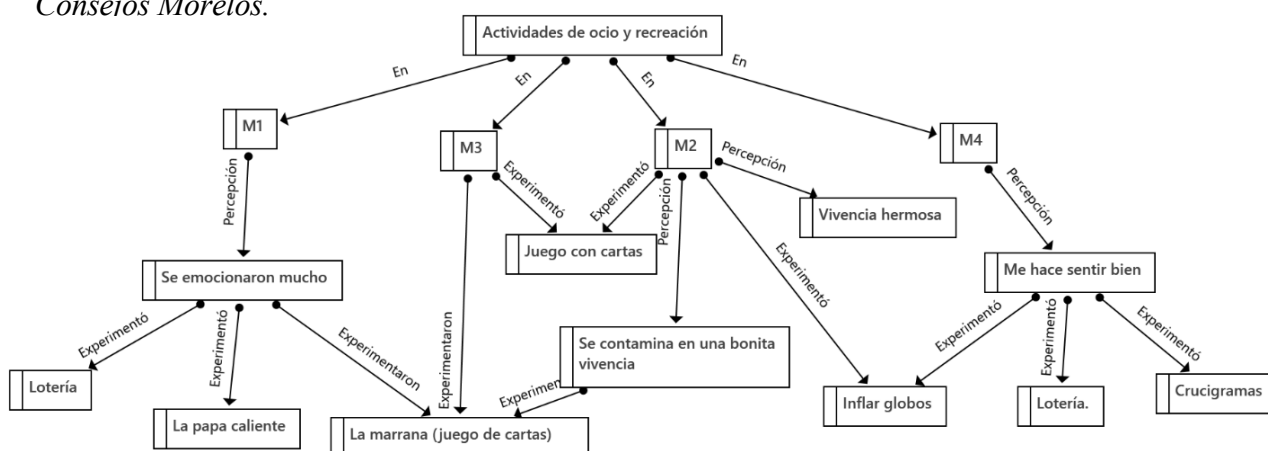 Consejos Morelos.
Actividades de ocio y recreación
En
En
En
En
M1
M3
M2
M4
Percepción
Experimentó
Experimentó
Percepción
Percepción
Percepción
Vivencia hermosa
Juego con cartas
Se emocionaron mucho
Me hace sentir bien
Experimentó
Experimentó
Experimentó
Experimentaron
Experimentaron
Se contamina en una bonita
vivencia
Experimentó
Experimentó
Experimentó
Lotería
La papa caliente
La marrana (juego de cartas)
Inflar globos
Lotería.
Crucigramas